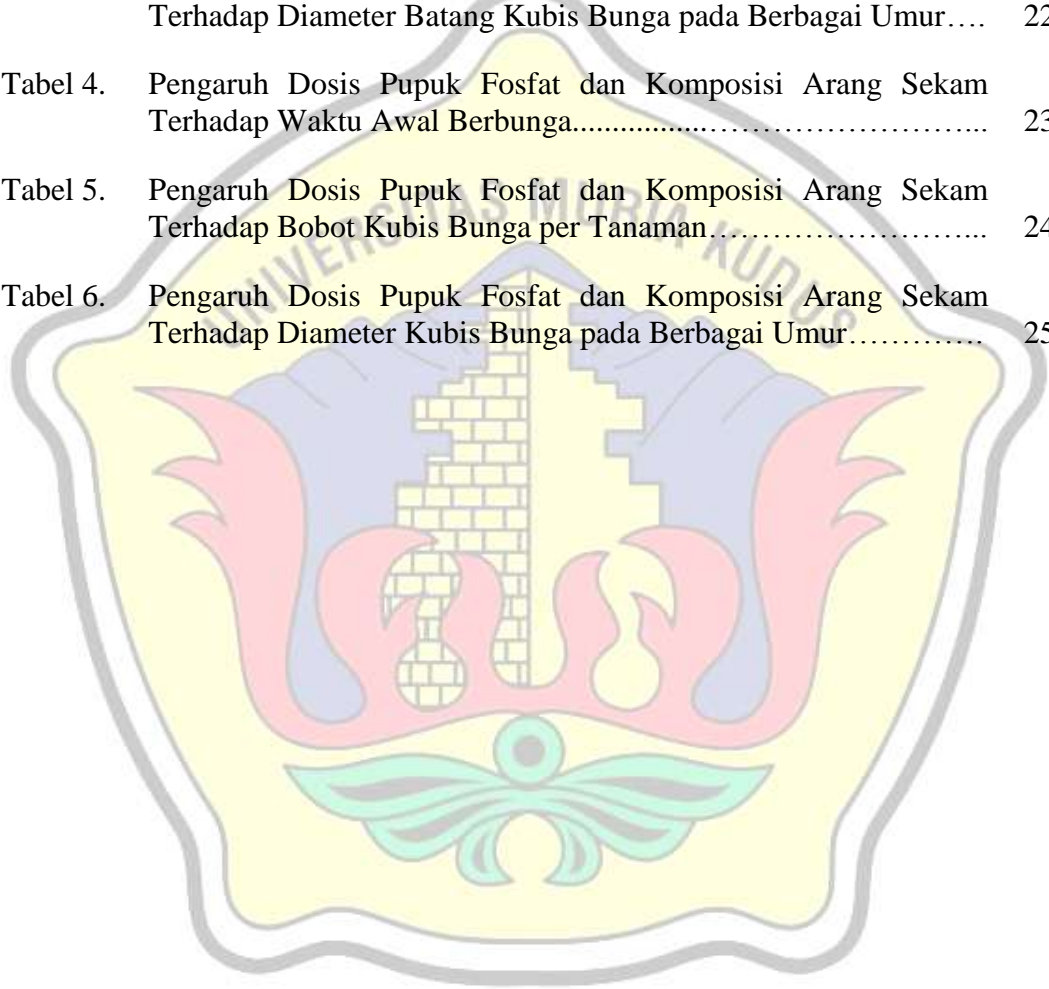 Terhadap Diameter Batang Kubis Bunga pada Berbagai Umur…. 22
Tabel 4. Pengaruh Dosis Pupuk Fosfat dan Komposisi Arang Sekam
Terhadap Waktu Awal Berbunga................……………………... 23
Tabel 5. Pengaruh Dosis Pupuk Fosfat dan Komposisi Arang Sekam
Terhadap Bobot Kubis Bunga per Tanaman……………………... 24
Tabel 6. Pengaruh Dosis Pupuk Fosfat dan Komposisi Arang Sekam
Terhadap Diameter Kubis Bunga pada Berbagai Umur…………. 25
UNIVERSITAS MURIA KUDUS